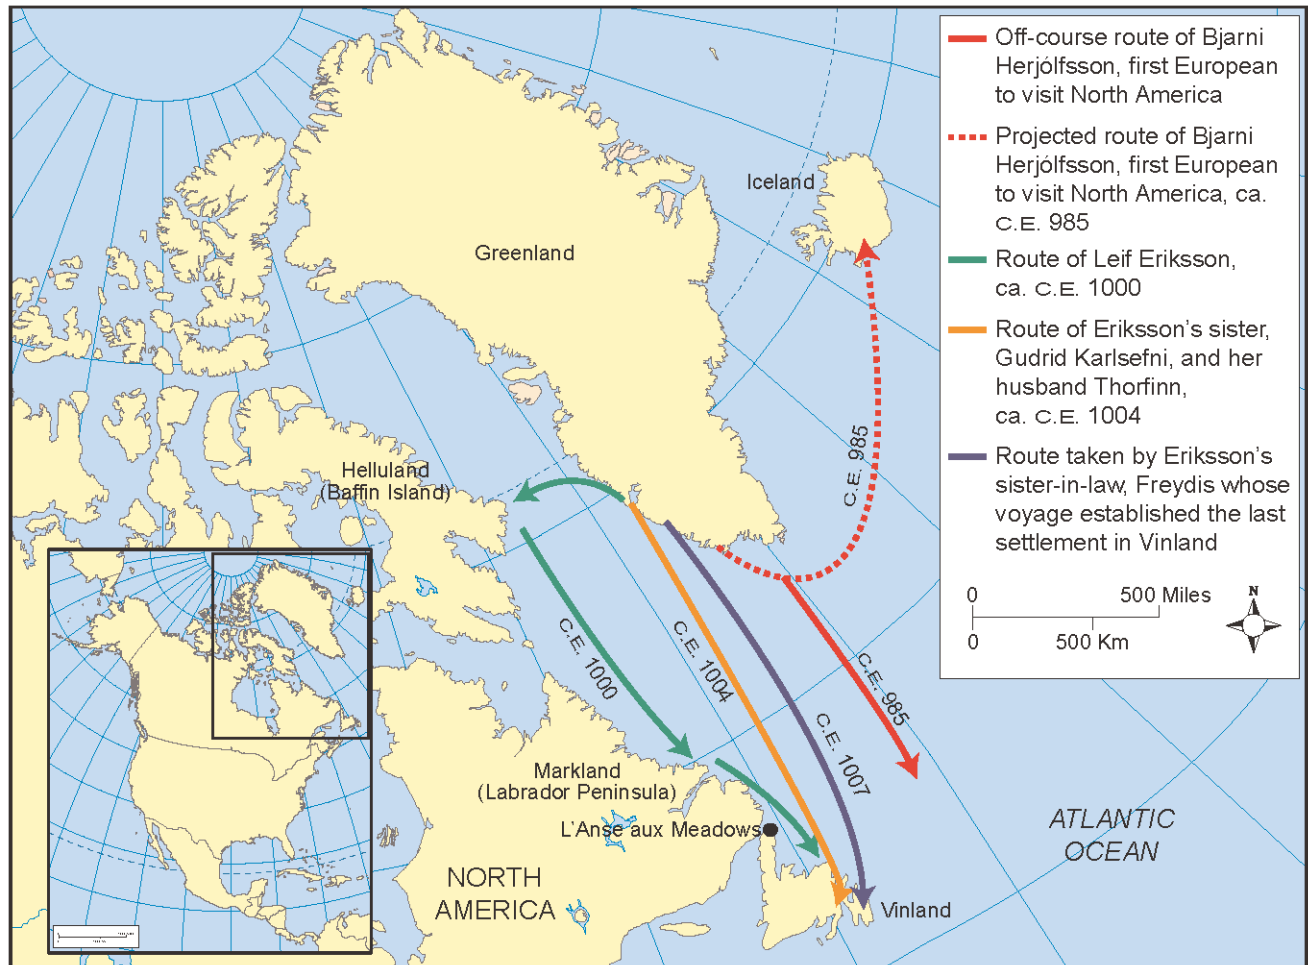 Off-course route of Bjarni
Herjólfsson, first European
to visit North America
Projected route of Bjarni
Herjólfsson, first European
to visit North America, ca.
C.E. 985
Route of Leif Eriksson,
ca. C.E. 1000
Route of Eriksson's sister,
Gudrid Karlsefni, and her
husband Thorfinn,
ca. C.E. 1004
Route taken by Eriksson's
sister-in-law, Freydis whose
voyage established the last
settlement in Vinland
0 500 Miles
0 500 Km
N
Iceland
Greenland
C.E. 985
Helluland
(Baffin Island)
C.E. 1000
C.E. 1004
C.E. 985
C.E. 1007
Markland
(Labrador Peninsula)
L'Anse aux Meadows
ATLANTIC
OCEAN
NORTH
AMERICA
Vinland